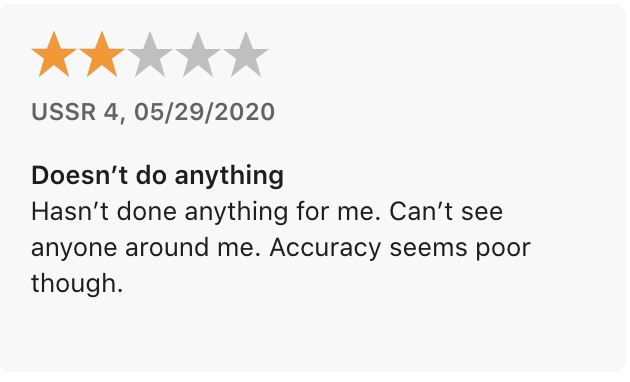 USSR 4, 05/29/2020
Doesn’t do anything
Hasn’t done anything for me. Can’t see
anyone around me. Accuracy seems poor
though.